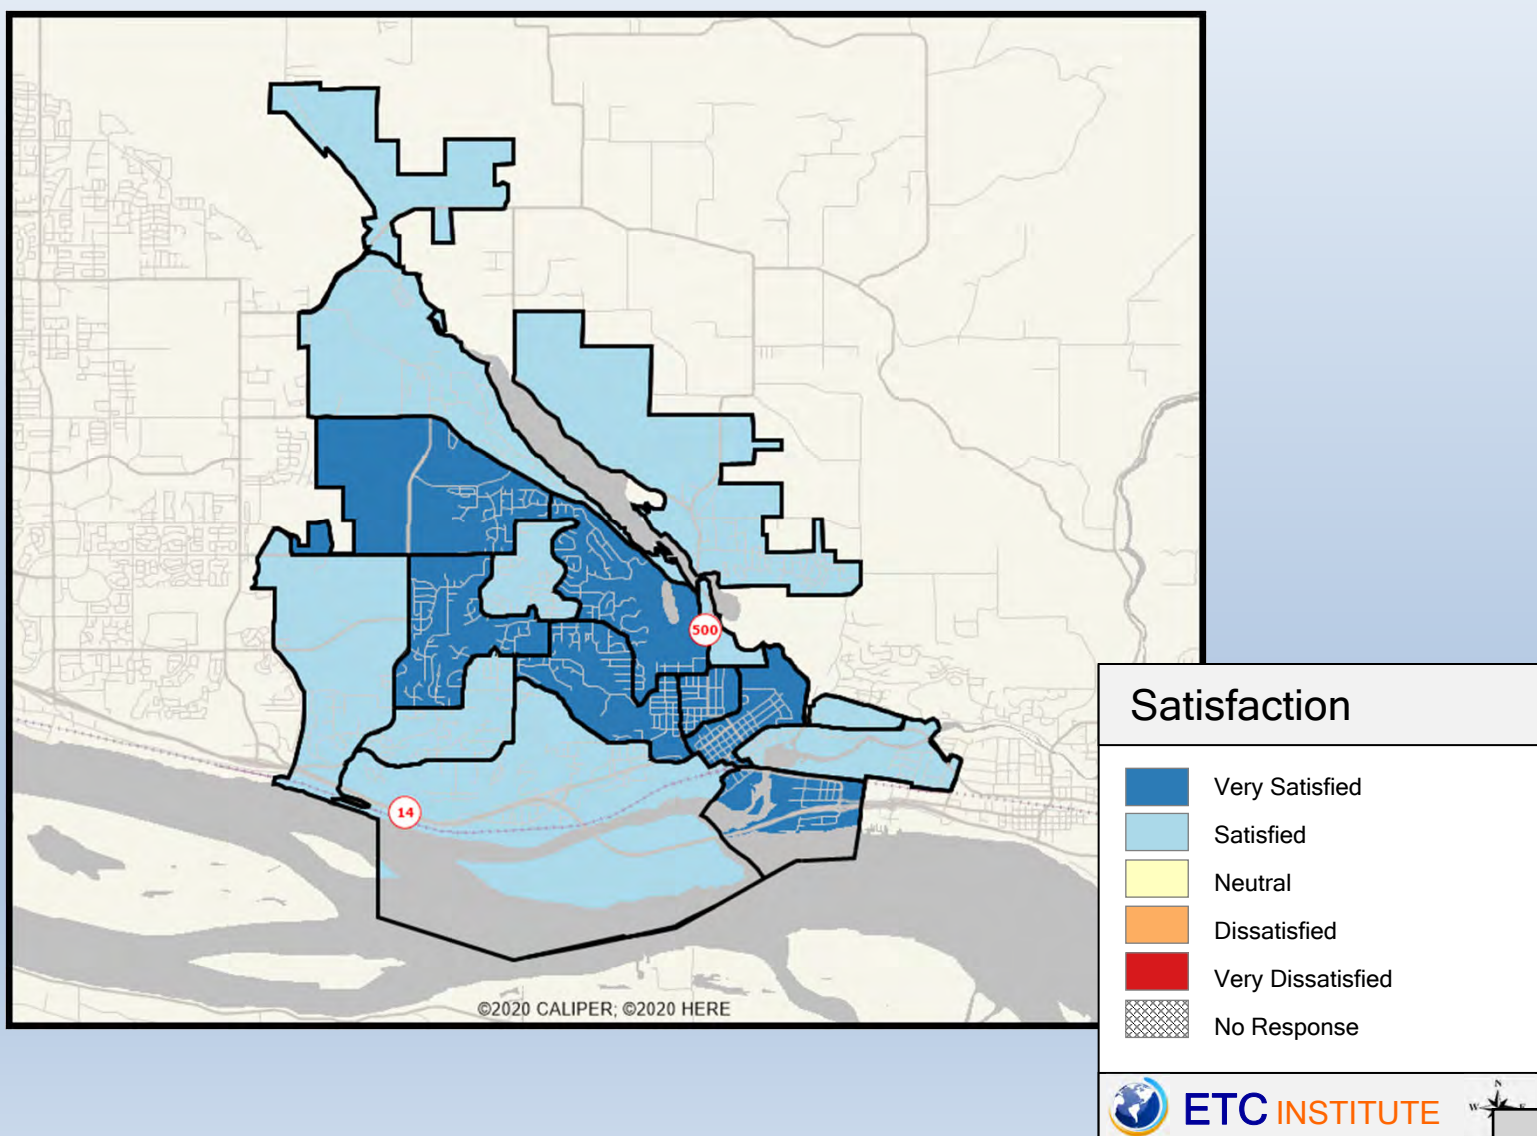 500
14
©2020 CALIPER; ©2020 HERE
Satisfaction
Very Satisfied
Satisfied
Neutral
Dissatisfied
Very Dissatisfied
No Response
ETC INSTITUTE
N
W
E